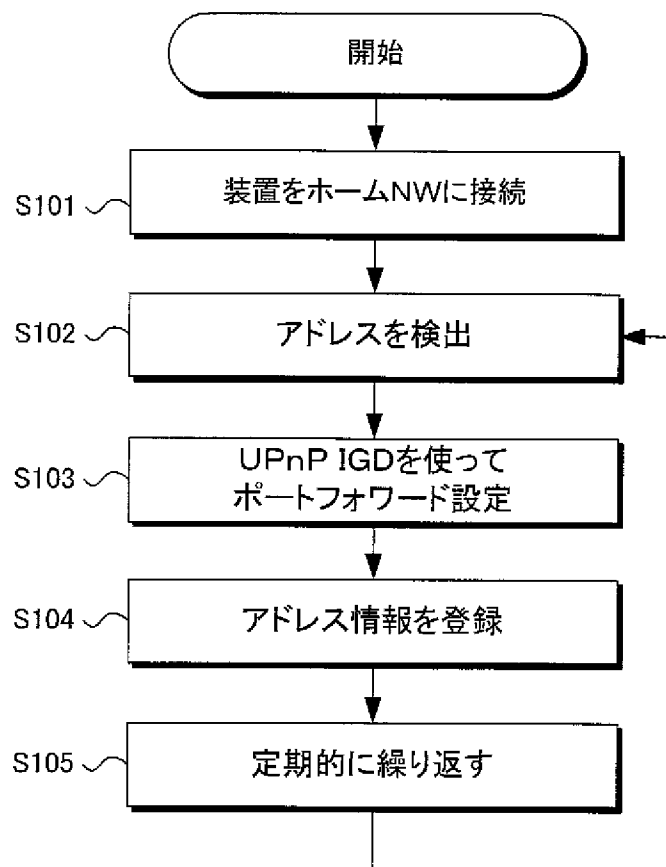 開始
S101
装置をホームNWに接続
S102
アドレスを検出
S103
UPnP IGDを使って
ポートフォワード設定
S104
アドレス情報を登録
S105
定期的に繰り返す